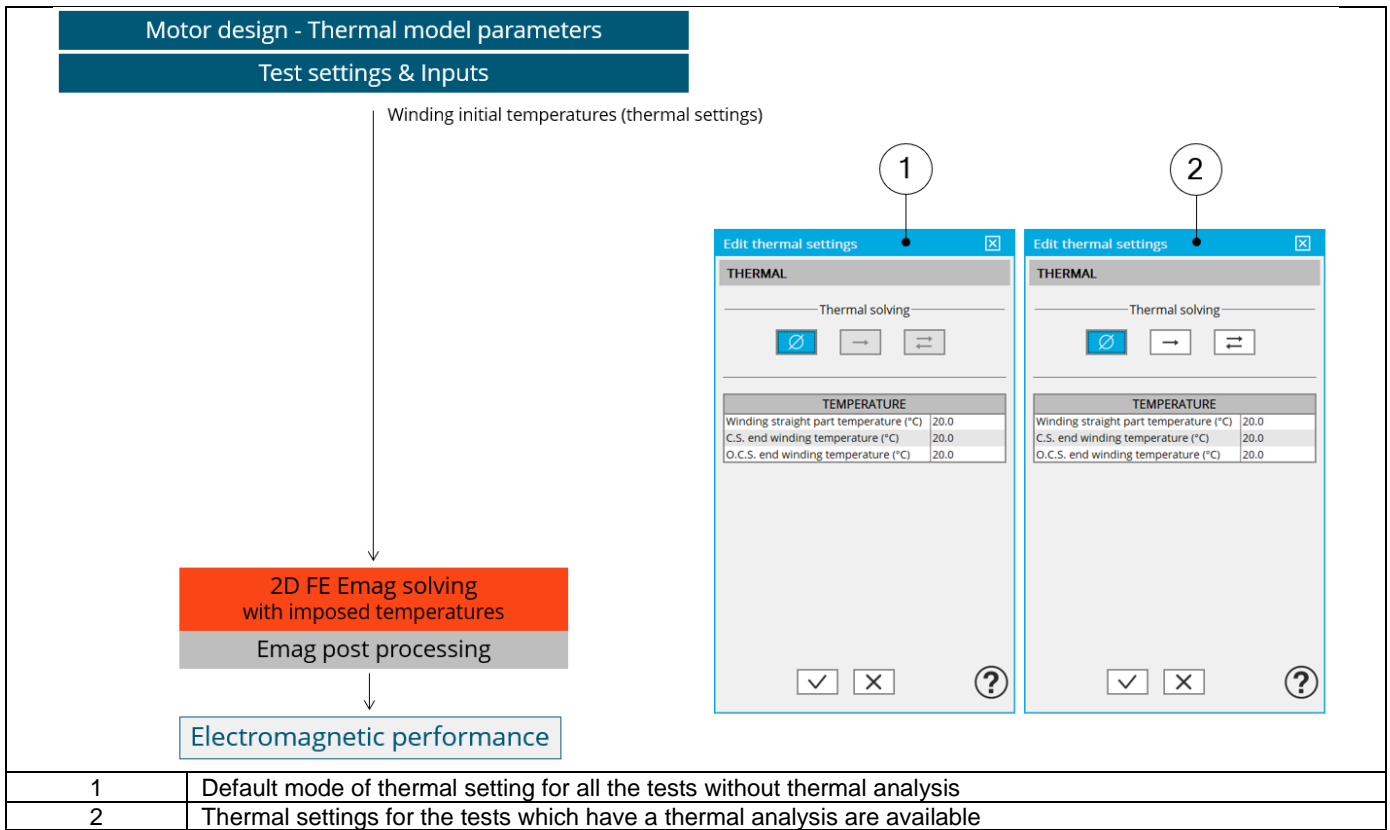 Motor design - Thermal model parameters
Test settings & Inputs
Winding initial temperatures (thermal settings)
1
2
Edit thermal settings
THERMAL
Thermal solving
TEMPERATURE
Winding straight part temperature (°C) 20.0
C.S. end winding temperature (°C) 20.0
O.C.S. end winding temperature (°C) 20.0
?
Edit thermal settings
THERMAL
Thermal solving
TEMPERATURE
Winding straight part temperature (°C) 20.0
C.S. end winding temperature (°C) 20.0
O.C.S. end winding temperature (°C) 20.0
?
2D FE Emag solving
with imposed temperatures
Emag post processing
Electromagnetic performance
1 Default mode of thermal setting for all the tests without thermal analysis
2 Thermal settings for the tests which have a thermal analysis are available